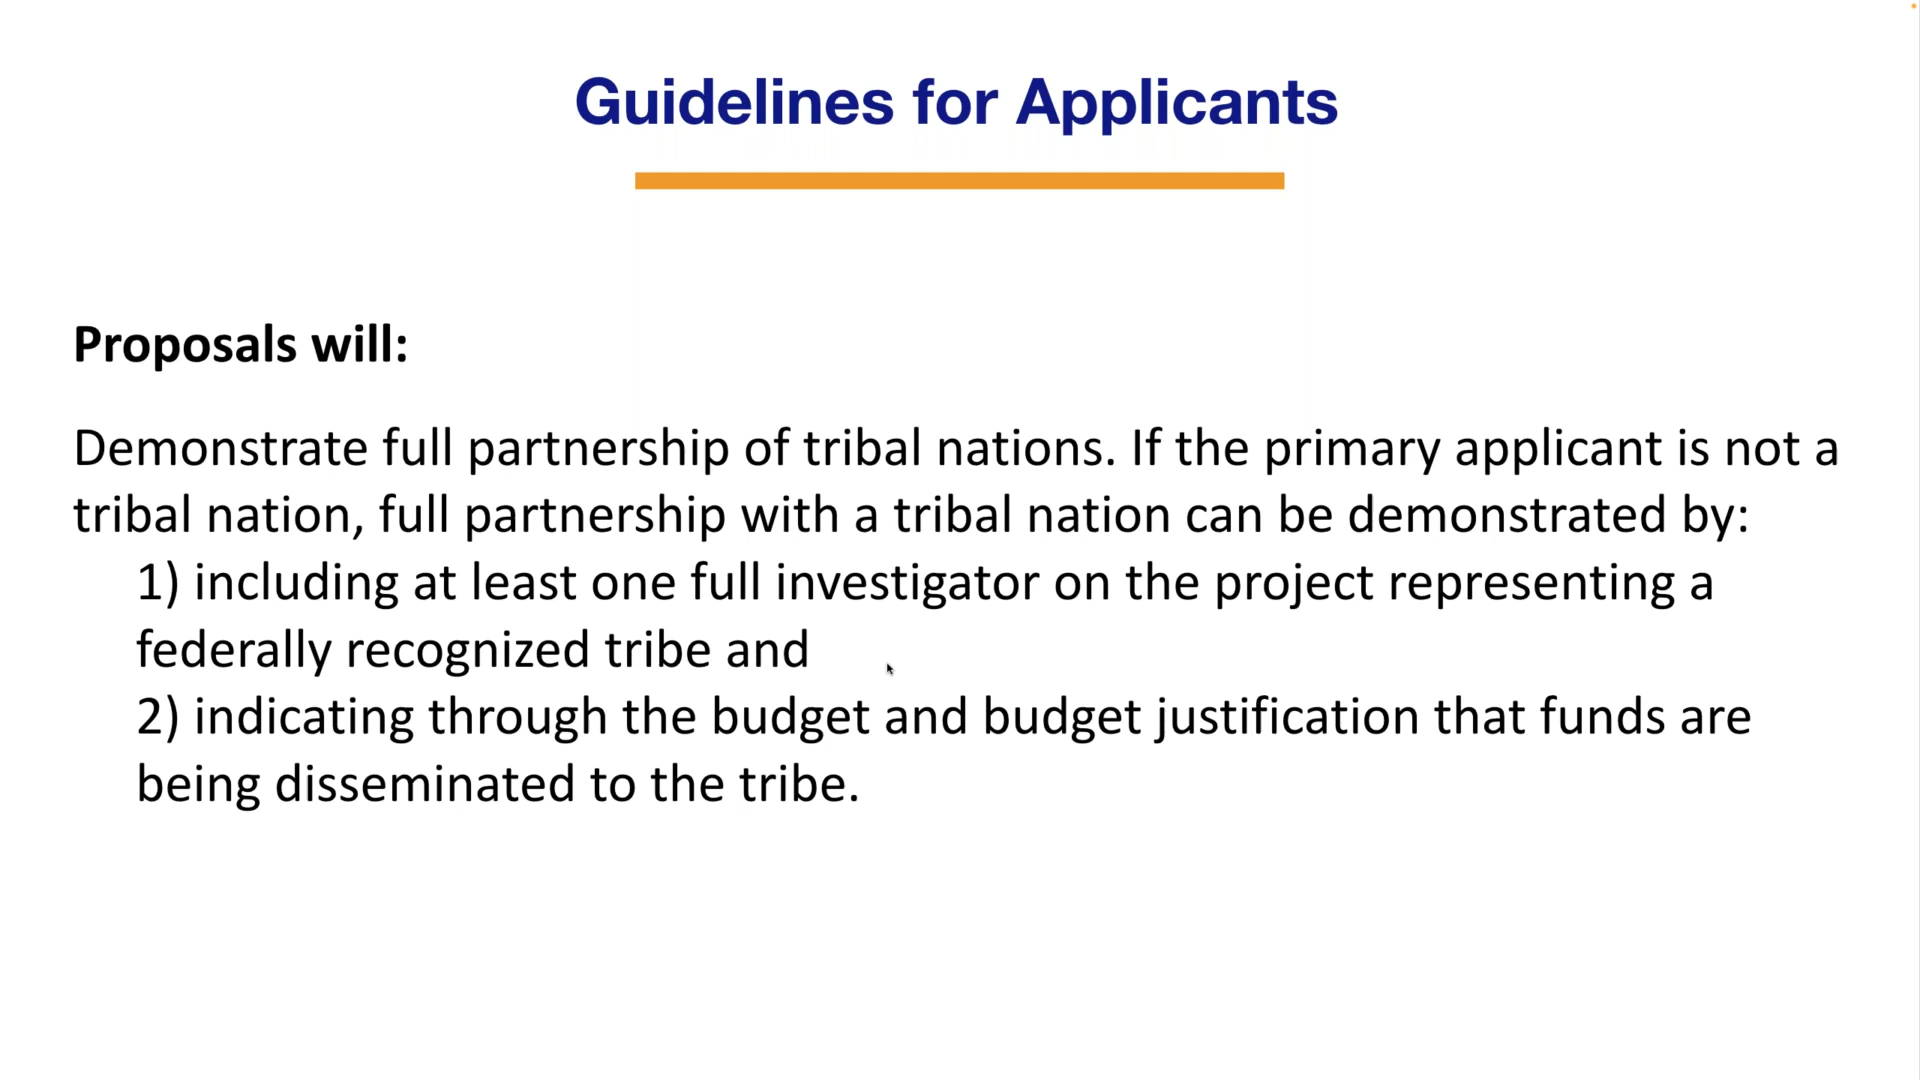 Guidelines for Applicants
Proposals will:
Demonstrate full partnership of tribal nations. If the primary applicant is not a
tribal nation, full partnership with a tribal nation can be demonstrated by:
1) including at least one full investigator on the project representing a
federally recognized tribe and
2) indicating through the budget and budget justification that funds are
being disseminated to the tribe.